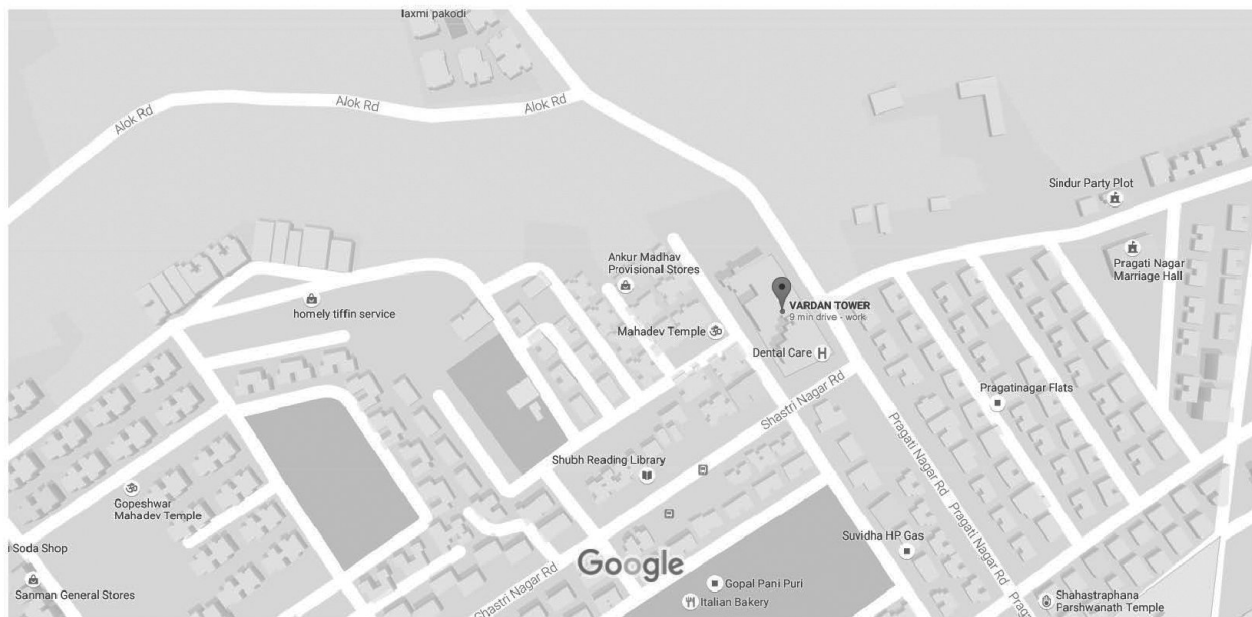 laxmi pakodi
Alok Rd
Alok Rd
Alok Rd
Sindur Party Plot
Ankur Madhav
Provisional Stores
Pragati Nagar
Marriage Hall
VARDAN TOWER
9 min drive - work
homely tiffin service
Mahadev Temple
Dental Care
Pragatinagar Flats
Shastri Nagar Rd
Pragati Nagar Rd
Shubh Reading Library
Gopeshwar
Mahadev Temple
Pragati Nagar Rd
Suvidha HP Gas
i Soda Shop
Google
Shastri Nagar Rd
Gopal Pani Puri
Sanman General Stores
Italian Bakery
Shahastraphana
Parshwanath Temple
Praga